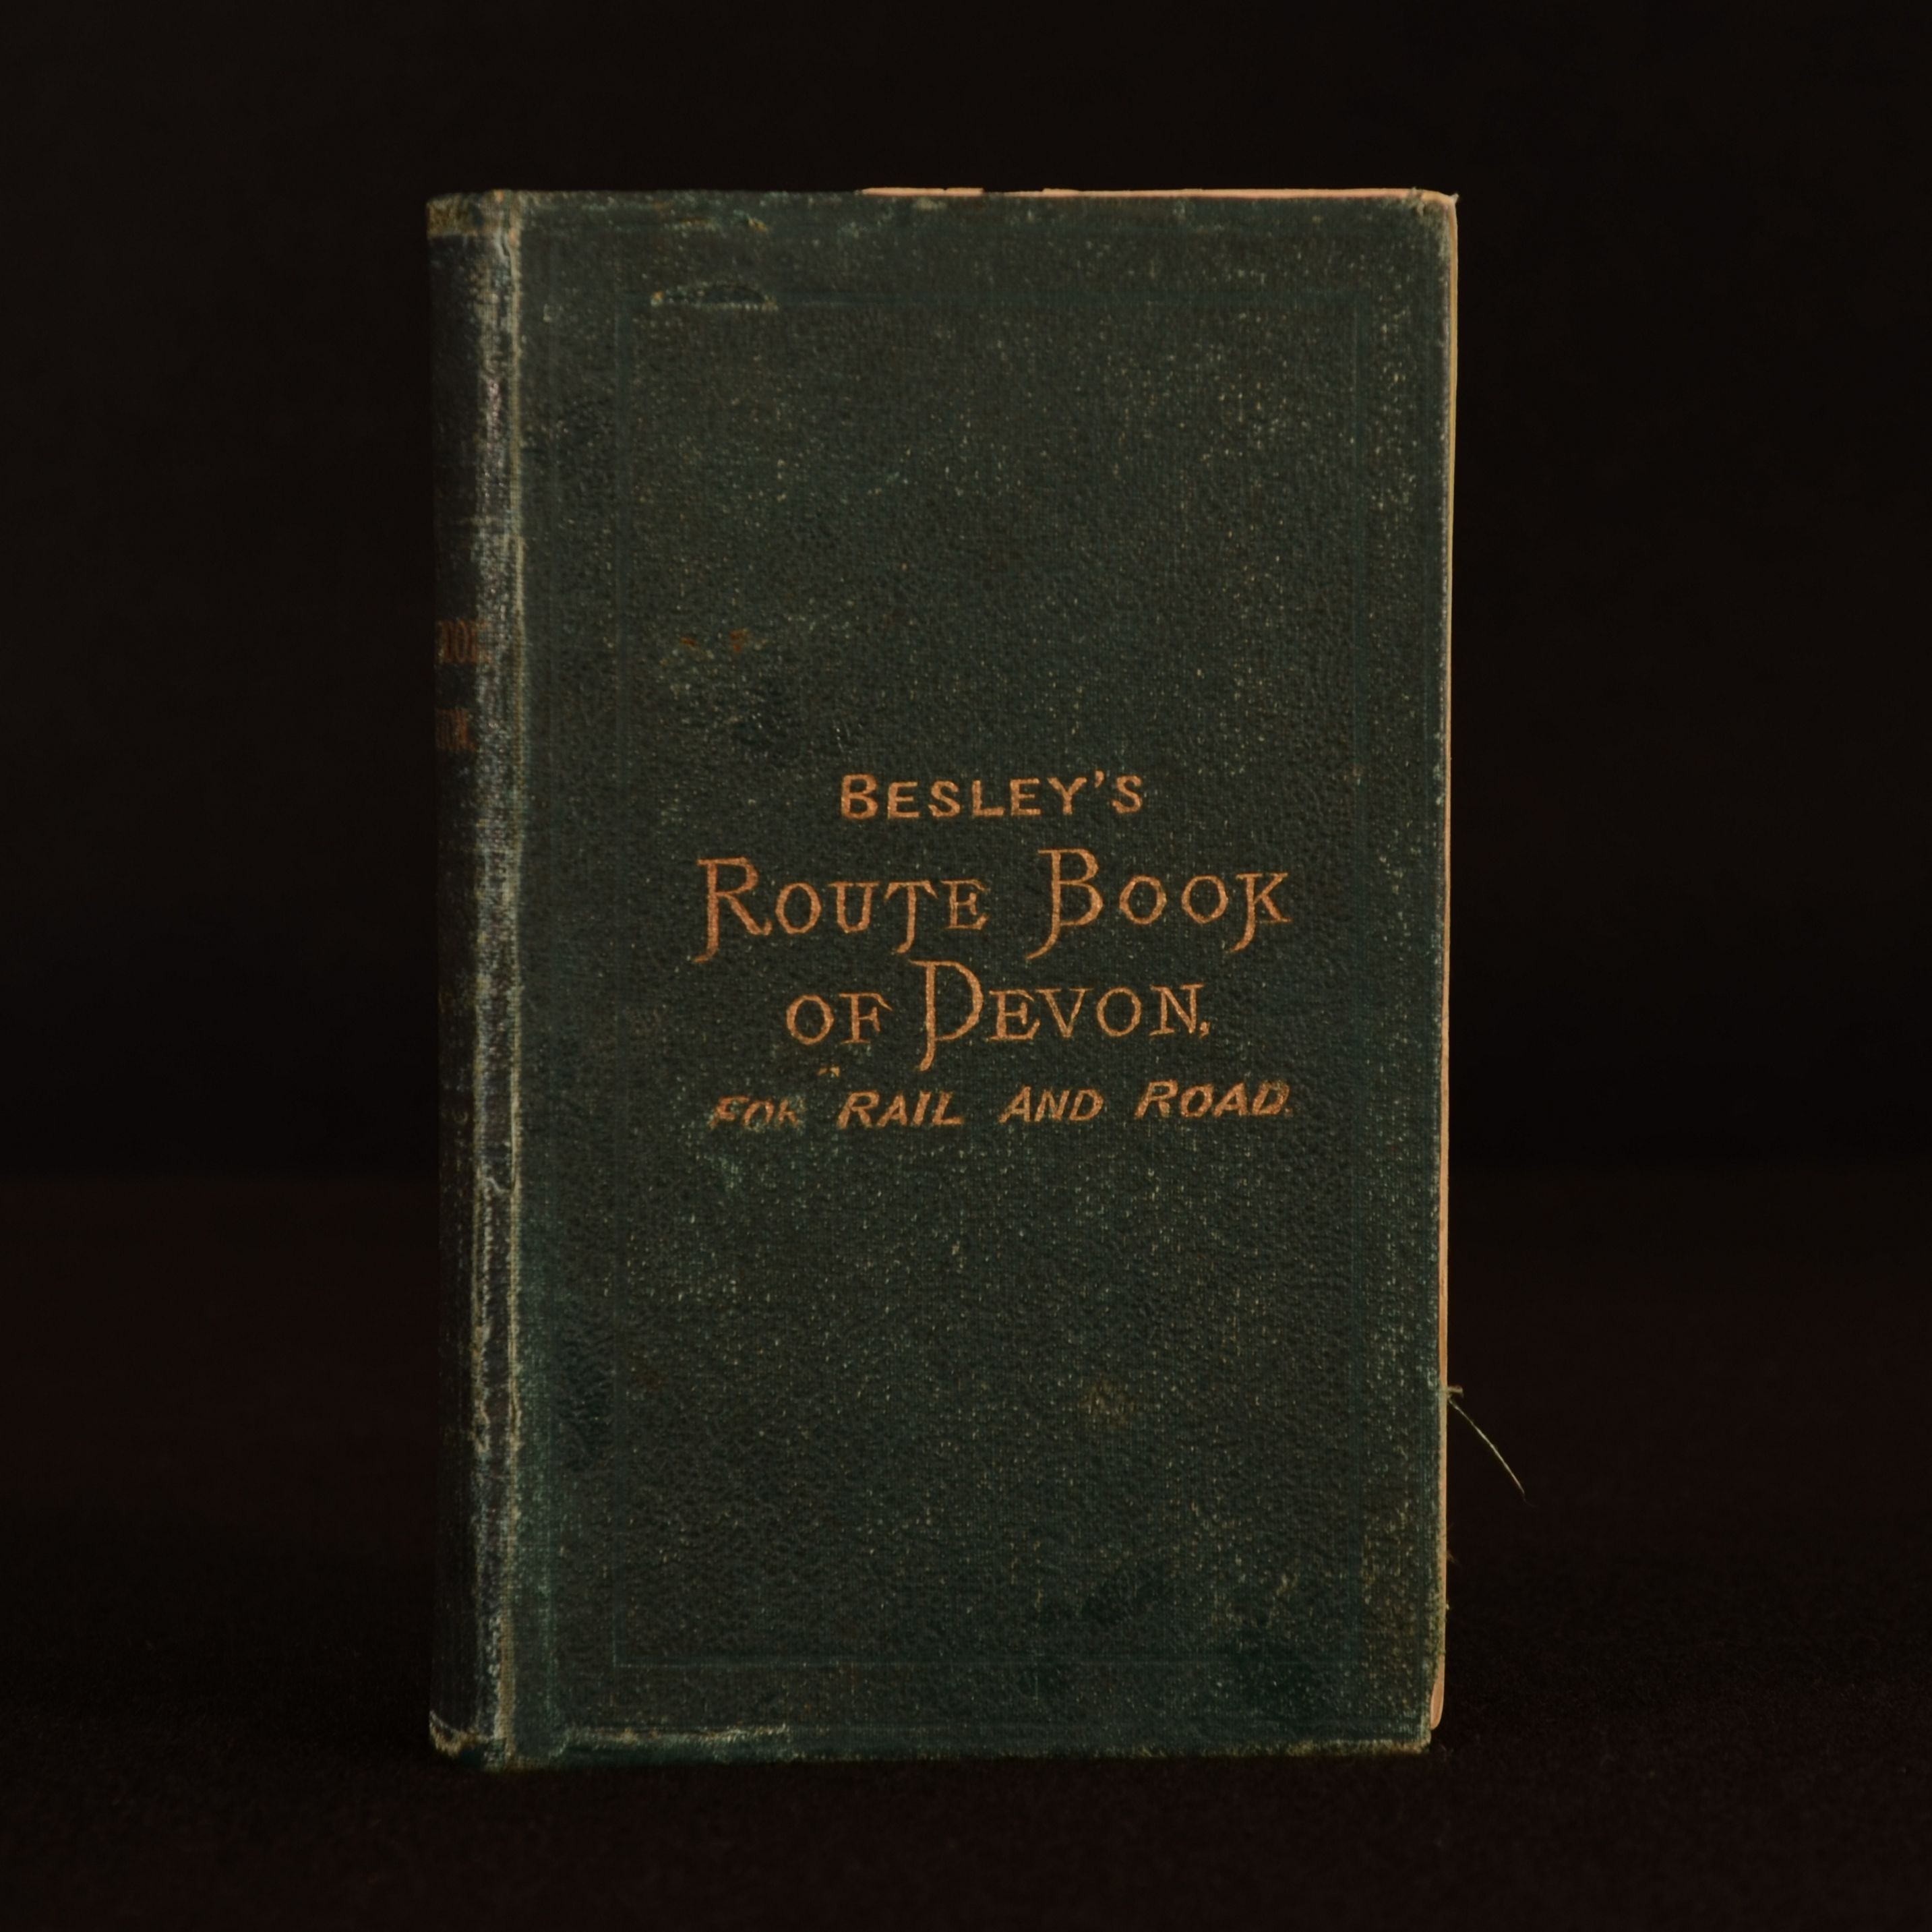 BESLEY'S
ROUTE BOOK
OF DEVON,
FOR RAIL AND ROAD.